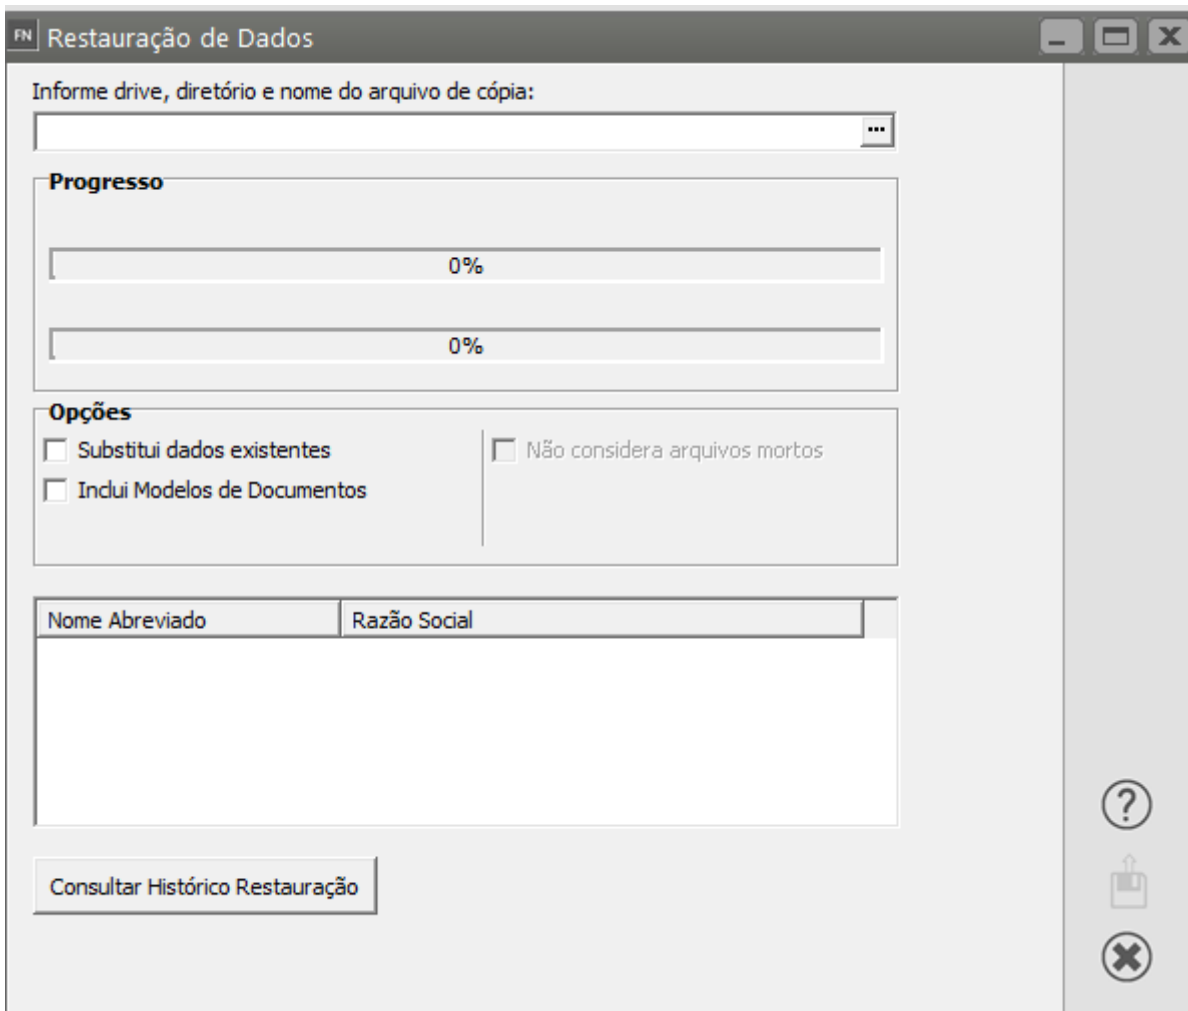 FN Restauração de Dados
Informe drive, diretório e nome do arquivo de cópia:
...
Progresso
0%
0%
Opções
Substitui dados existentes
Não considera arquivos mortos
Inclui Modelos de Documentos
Nome Abreviado Razão Social
Consultar Histórico Restauração
?